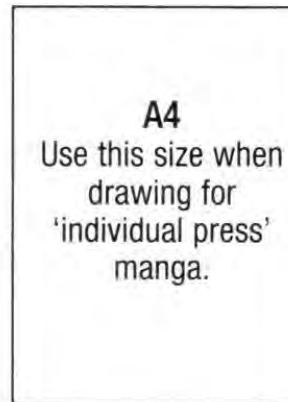 A4
Use this size when
drawing for
'individual press'
manga.